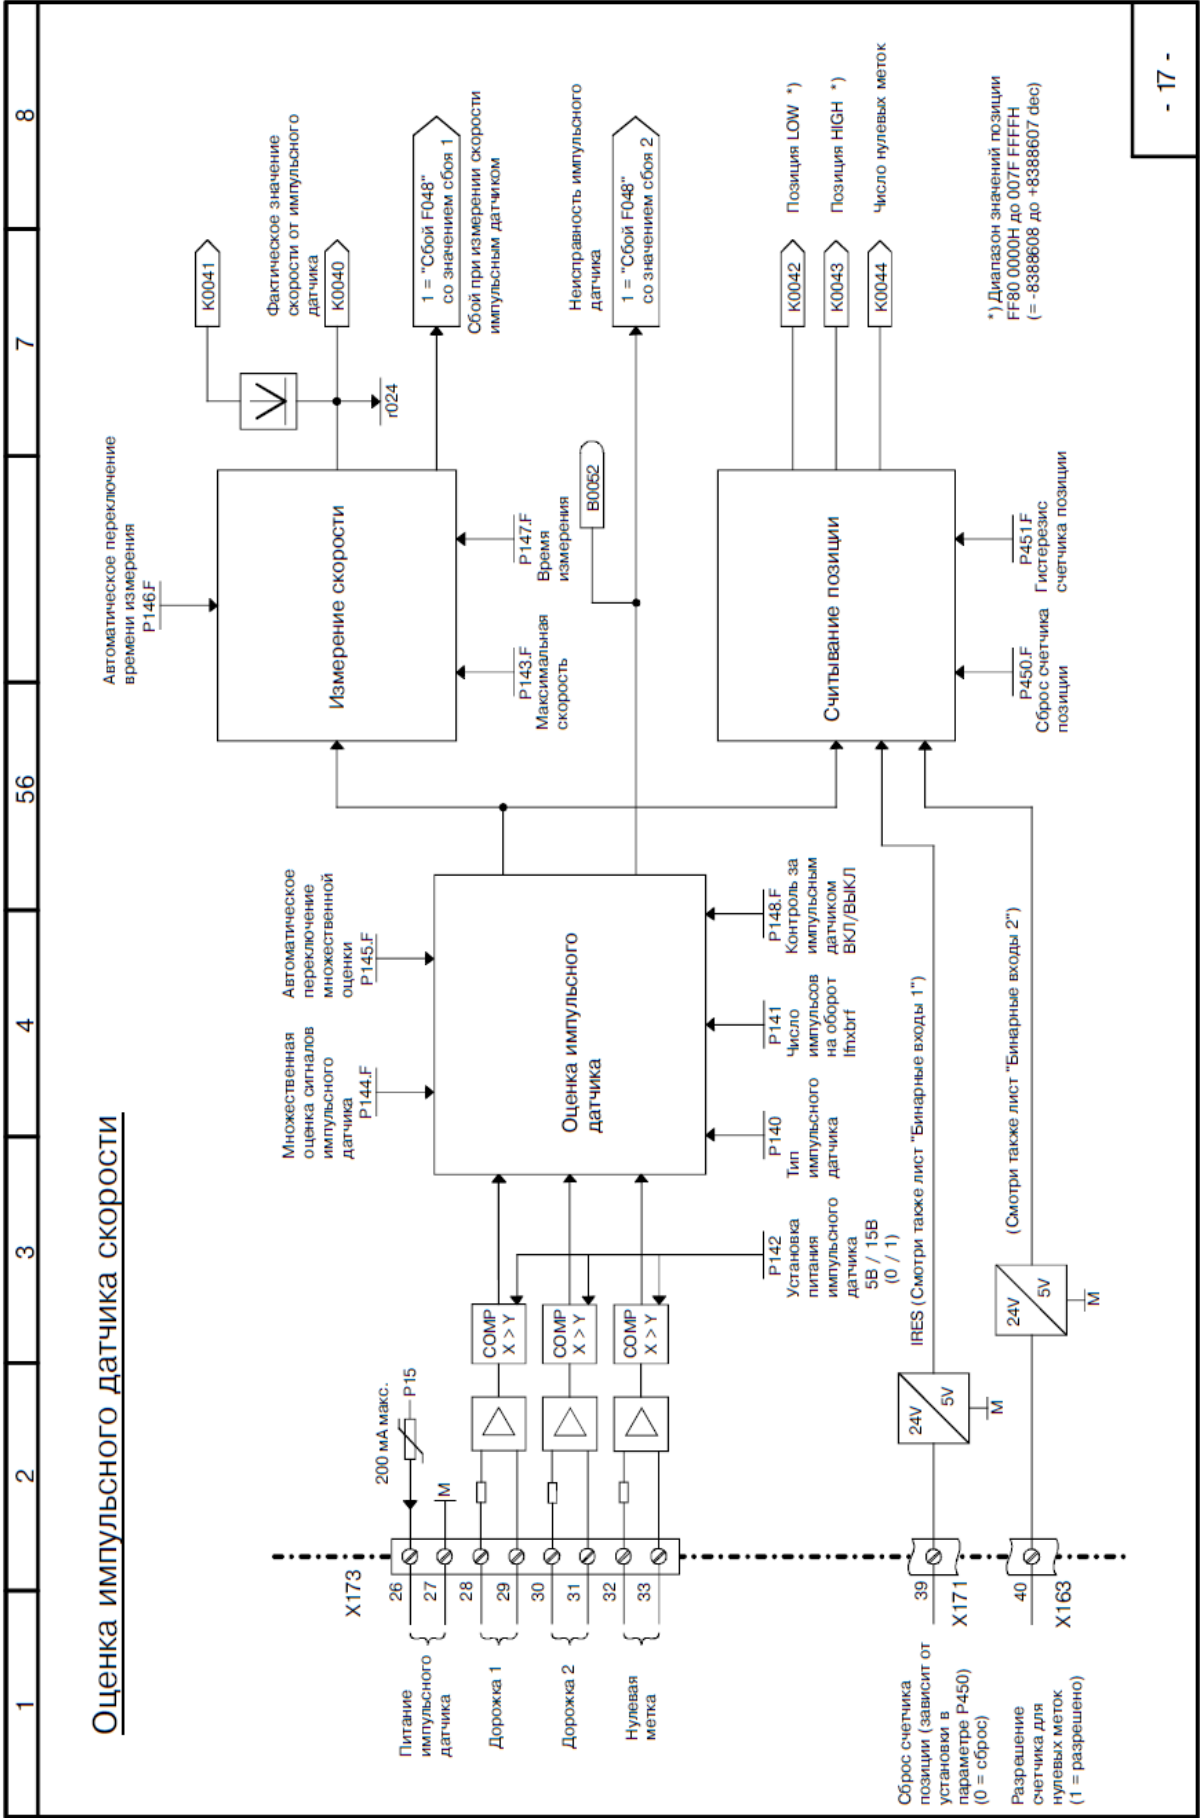 Оценка импульсного датчика скорости
Автоматическое переключение
времени измерения
P146.F
K0041
Фактическое значение
скорости от импульсного
датчика
K0040
r024
Измерение скорости
1 = "Сбой F048"
со значением сбоя 1
Сбой при измерении скорости
импульсным датчиком
P143.F
Максимальная
скорость
P147.F
Время
измерения
Множественная
оценка сигналов
импульсного
датчика
P144.F
Автоматическое
переключение
множественной
оценки
P145.F
B0052
Неисправность импульсного
датчика
1 = "Сбой F048"
со значением сбоя 2
X173
200 мА макс.
P15
M
Питание
импульсного
датчика
26
27
Дорожка 1
28
29
Дорожка 2
30
31
Нулевая
метка
32
33
COMP
X > Y
COMP
X > Y
COMP
X > Y
Оценка импульсного
датчика
P142
Установка
питания
импульсного
датчика
5В / 15В
(0 / 1)
P140
Тип
импульсного
датчика
P141
Число
импульсов
на оборот
Ifnxbrf
P148.F
Контроль за
импульсным
датчиком
ВКЛ/ВЫКЛ
Считывание позиции
K0042
Позиция LOW *)
K0043
Позиция HIGH *)
K0044
Число нулевых меток
P450.F
Сброс счетчика
позиции
P451.F
Гистерезис
счетчика позиции
*) Диапазон значений позиции
FF80 0000H до 007F FFFFH
(= -8388608 до +8388607 dec)
Сброс счетчика
позиции (зависит от
установки в
параметре P450)
(0 = сброс)
39
X171
24V
5V
M
IRES (Смотри также лист "Бинарные входы 1")
Разрешение
счетчика для
нулевых меток
(1 = разрешено)
40
X163
24V
5V
M
(Смотри также лист "Бинарные входы 2")
1
2
3
4
56
7
8
- 17 -